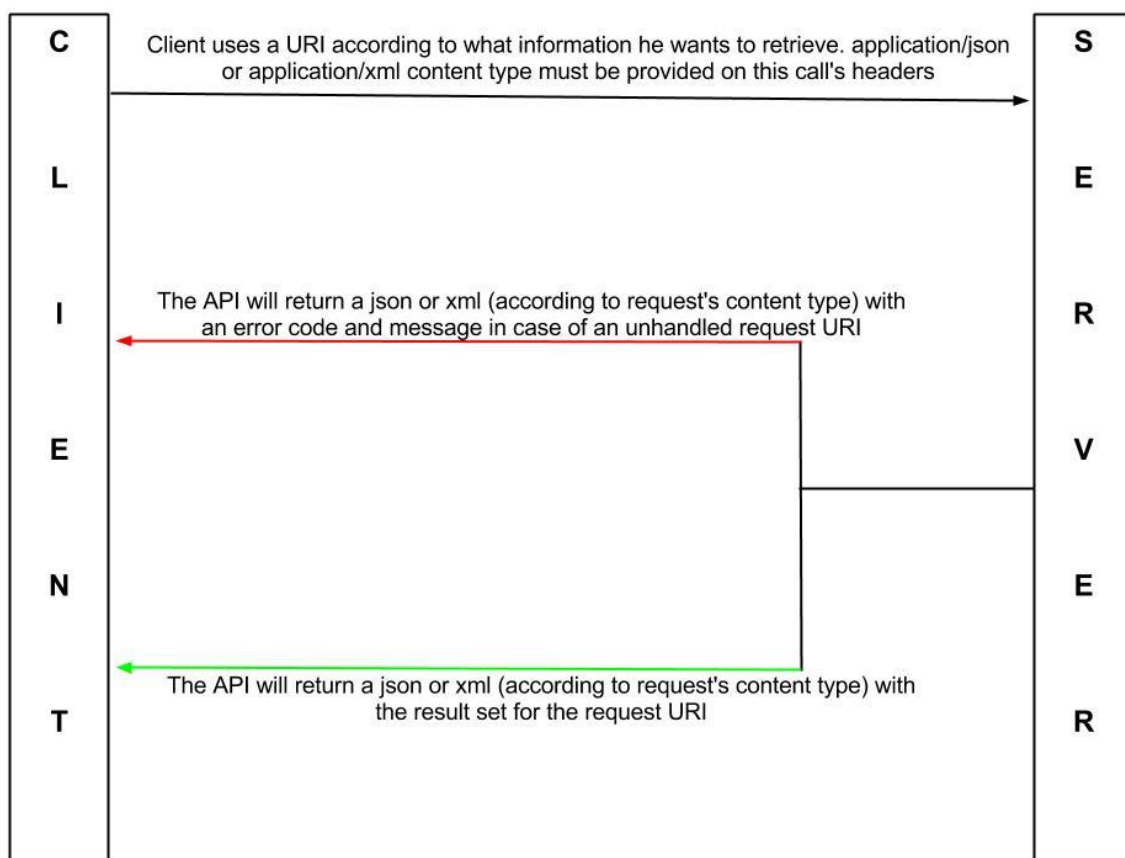 CLIENT
SERVER
Client uses a URI according to what information he wants to retrieve. application/json
or application/xml content type must be provided on this call's headers
The API will return a json or xml (according to request's content type) with
an error code and message in case of an unhandled request URI
The API will return a json or xml (according to request's content type) with
the result set for the request URI